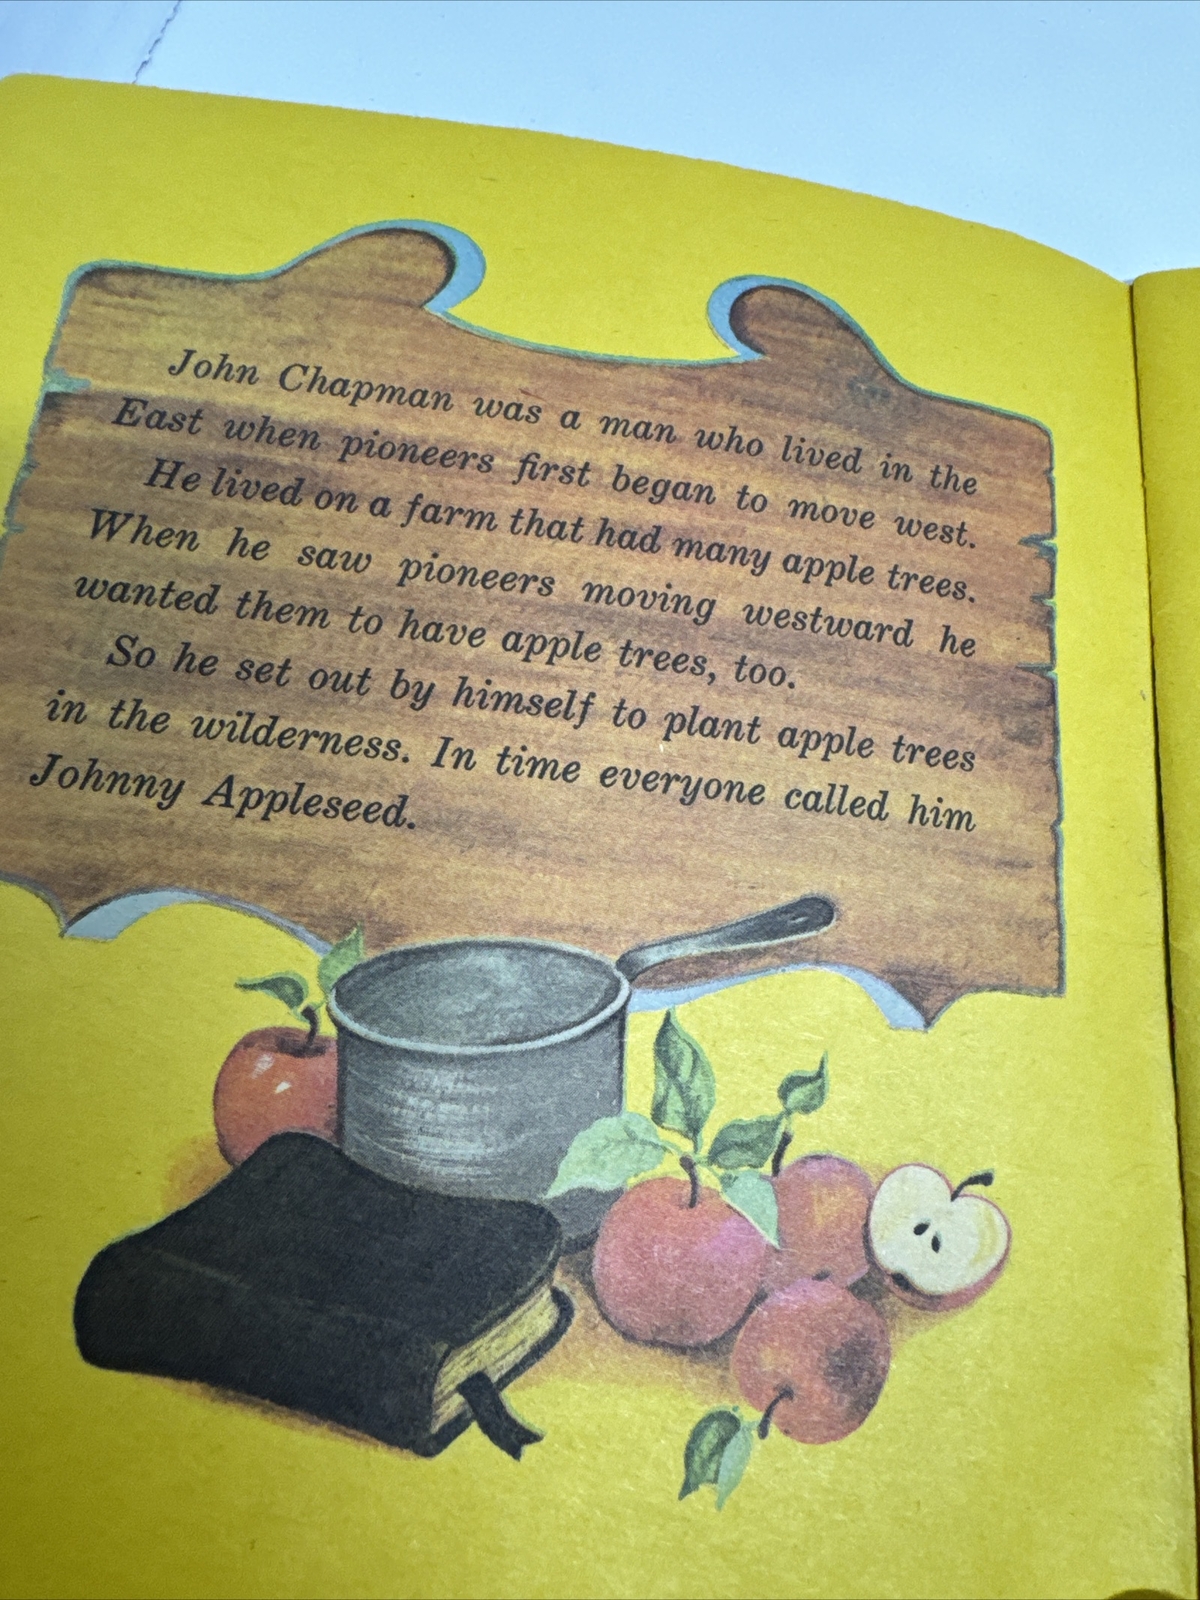 John Chapman was a man who lived in the
East when pioneers first began to move west.
He lived on a farm that had many apple trees.
When he saw pioneers moving westward he
wanted them to have apple trees, too.
So he set out by himself to plant apple trees
in the wilderness. In time everyone called him
Johnny Appleseed.